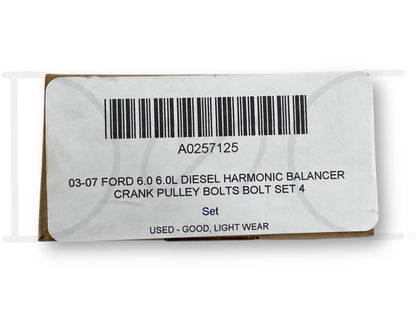 A0257125
03-07 FORD 6.0 6.0L DIESEL HARMONIC BALANCER
CRANK PULLEY BOLTS BOLT SET 4
Set
USED - GOOD, LIGHT WEAR